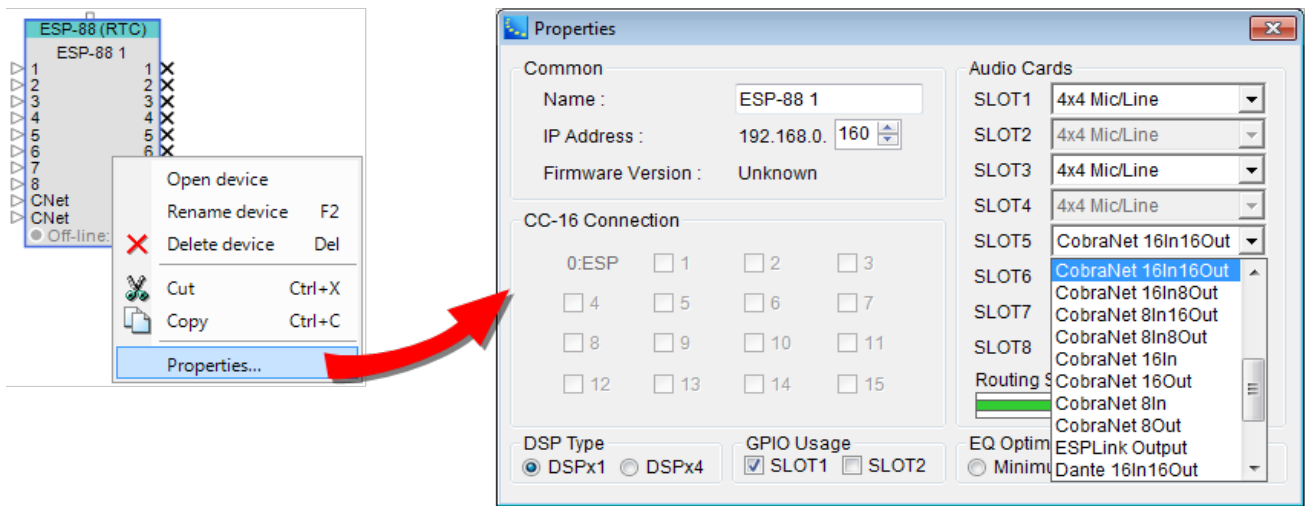 ESP-88 (RTC)
ESP-88 1
1 1
2 2
3 3
4 4
5 5
6 6
7
8
CNet
CNet
Off-line:
Open device
Rename device F2
Delete device Del
Cut Ctrl+X
Copy Ctrl+C
Properties...
Properties
Common
Name : ESP-88 1
IP Address : 192.168.0. 160
Firmware Version : Unknown
CC-16 Connection
0:ESP 1 2 3
4 5 6 7
8 9 10 11
12 13 14 15
DSP Type
DSPx1 DSPx4
GPIO Usage
SLOT1 SLOT2
Audio Cards
SLOT1 4x4 Mic/Line
SLOT2 4x4 Mic/Line
SLOT3 4x4 Mic/Line
SLOT4 4x4 Mic/Line
SLOT5 CobraNet 16In16Out
SLOT6
SLOT7
SLOT8
CobraNet 16In16Out
CobraNet 16In8Out
CobraNet 8In16Out
CobraNet 8In8Out
CobraNet 16In
CobraNet 16Out
CobraNet 8In
CobraNet 8Out
ESPLink Output
Dante 16In16Out
Routing
EQ Optim
Minim